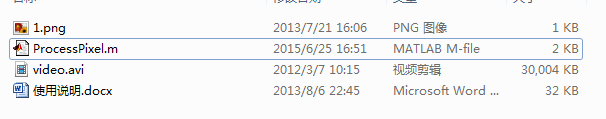 1.png 2013/7/21 16:06 PNG 图像 1 KB
ProcessPixel.m 2015/6/25 16:51 MATLAB M-file 2 KB
video.avi 2012/3/7 10:15 视频剪辑 30,004 KB
使用说明.docx 2013/8/6 22:45 Microsoft Word ... 32 KB